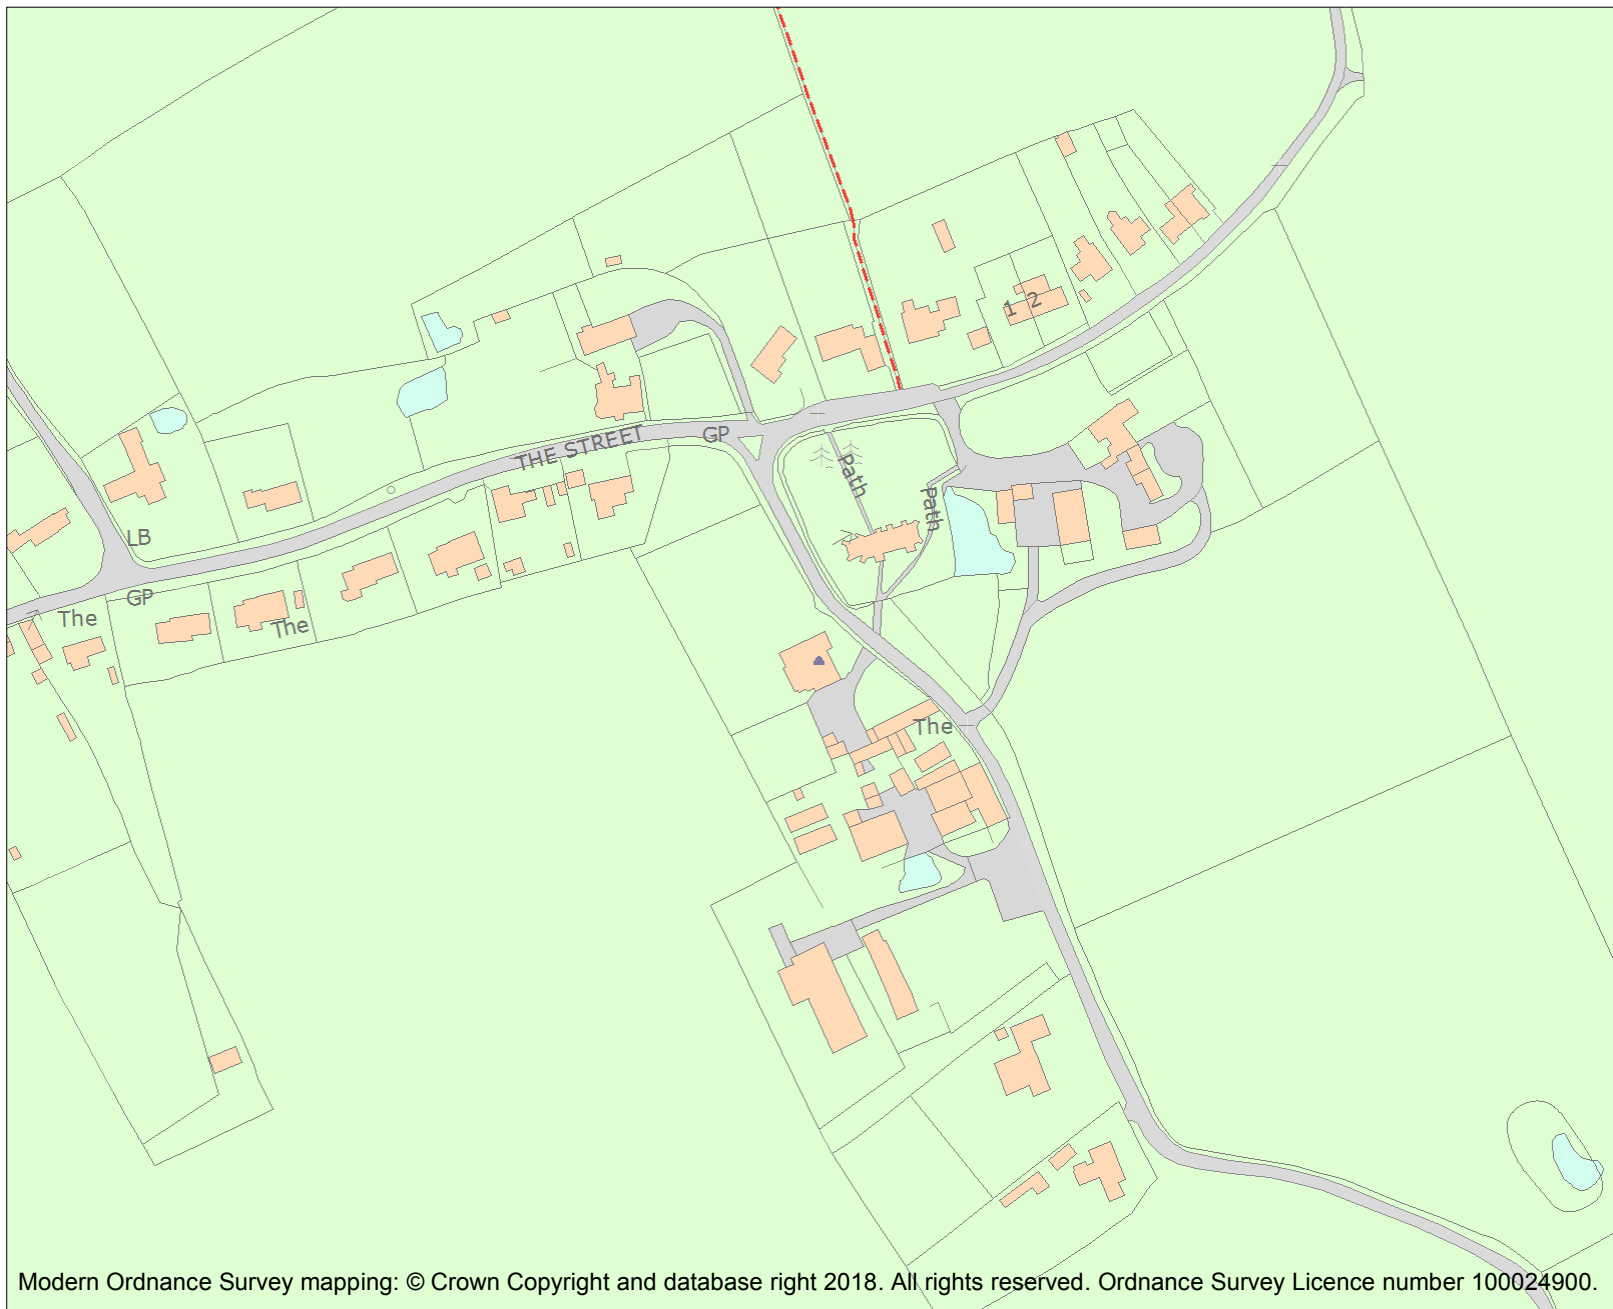 1 2
THE STREET
GP
Path
Path
LB
GP
The
The
The
Modern Ordnance Survey mapping: © Crown Copyright and database right 2018. All rights reserved. Ordnance Survey Licence number 100024900.